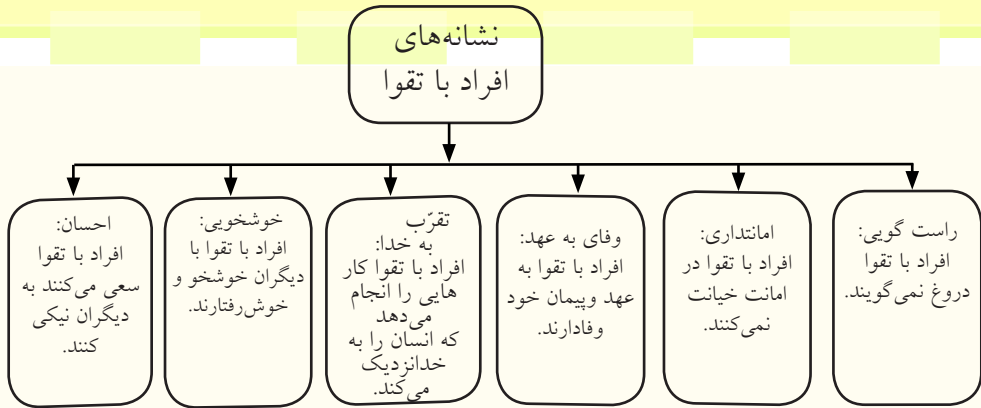 نشانه‌های
افراد با تقوا
راست گویی:
افراد با تقوا
دروغ نمی‌گویند.
امانتداری:
افراد با تقوا در
امانت خیانت
نمی‌کنند.
وفای به عهد:
افراد با تقوا به
عهد وپیمان خود
وفادارند.
تقرّب
به خدا:
افراد با تقوا کار
هایی را انجام
می‌دهد
که انسان را به
خدانزدیک
می‌کند.
خوشخویی:
افراد با تقوا با
دیگران خوشخو و
خوش‌رفتارند.
احسان:
افراد با تقوا
سعی می‌کنند به
دیگران نیکی
کنند.